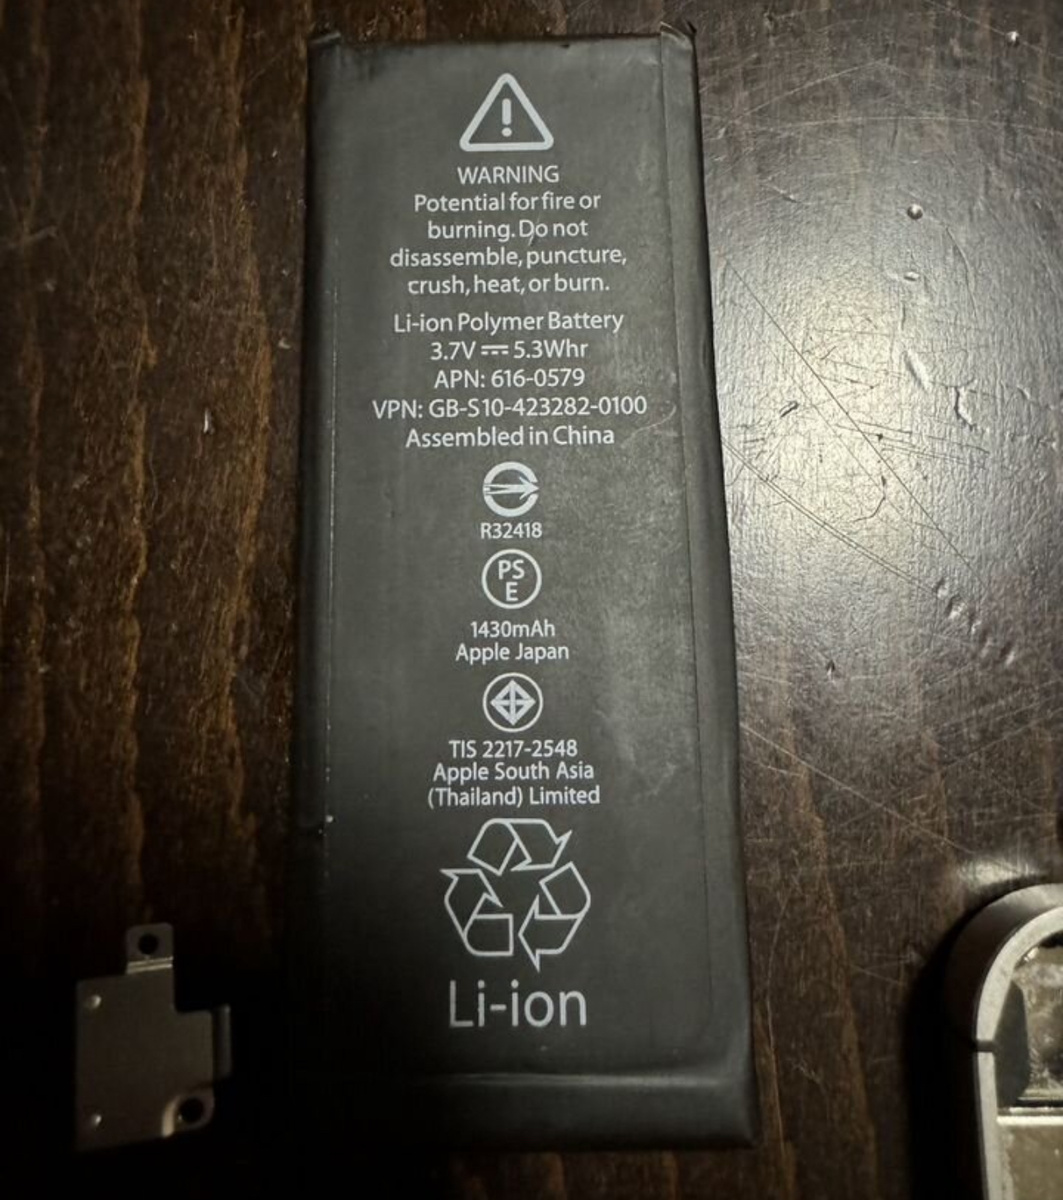 WARNING
Potential for fire or
burning. Do not
disassemble, puncture,
crush, heat, or burn.
Li-ion Polymer Battery
3.7V ⎓ 5.3Whr
APN: 616-0579
VPN: GB-S10-423282-0100
Assembled in China
R32418
PS
E
1430mAh
Apple Japan
TIS 2217-2548
Apple South Asia
(Thailand) Limited
Li-ion